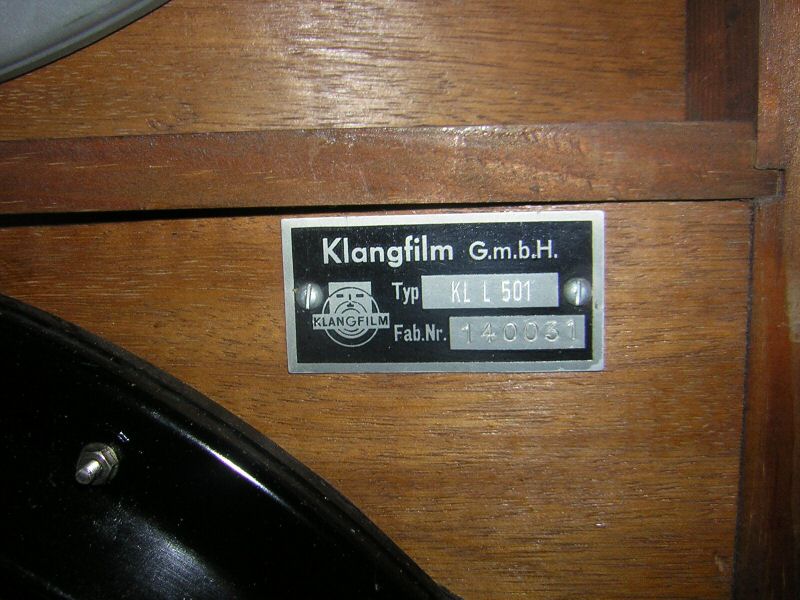 Klangfilm G.m.b.H.
Typ KL L 501
KLANGFILM
Fab.Nr. 140031